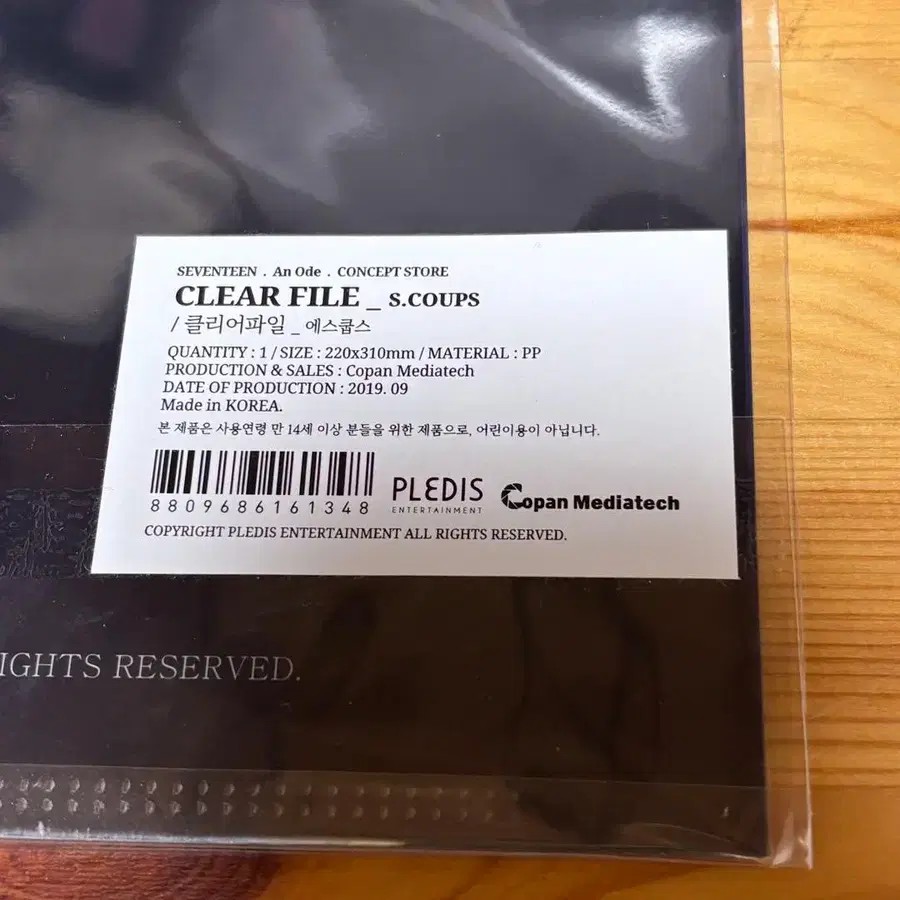 SEVENTEEN . An Ode . CONCEPT STORE
CLEAR FILE _ S.COUPS
/ 클리어파일 _ 에스쿱스
QUANTITY : 1 / SIZE : 220x310mm / MATERIAL : PP
PRODUCTION & SALES : Copan Mediatech
DATE OF PRODUCTION : 2019. 09
Made in KOREA.
본 제품은 사용연령 만 14세 이상 분들을 위한 제품으로, 어린이용이 아닙니다.
8809686161348
PLEDIS
ENTERTAINMENT
Copan Mediatech
COPYRIGHT PLEDIS ENTERTAINMENT ALL RIGHTS RESERVED.
IGHTS RESERVED.